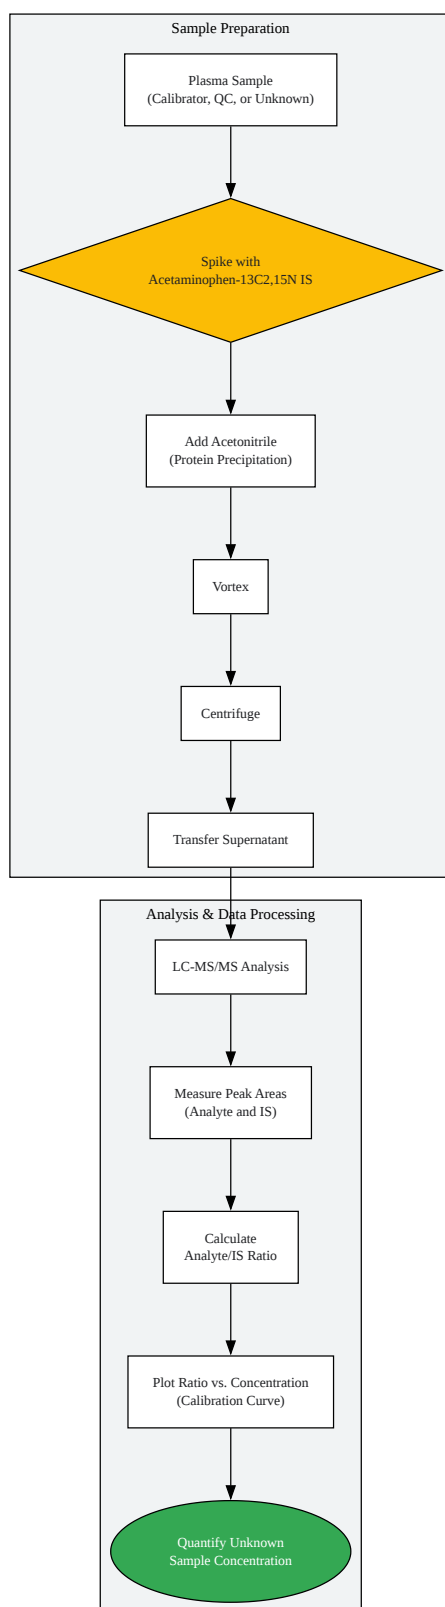 Sample Preparation
Plasma Sample
(Calibrator, QC, or Unknown)
Spike with
Acetaminophen-13C2,15N IS
Add Acetonitrile
(Protein Precipitation)
Vortex
Centrifuge
Transfer Supernatant
Analysis & Data Processing
LC-MS/MS Analysis
Measure Peak Areas
(Analyte and IS)
Calculate
Analyte/IS Ratio
Plot Ratio vs. Concentration
(Calibration Curve)
Quantify Unknown
Sample Concentration